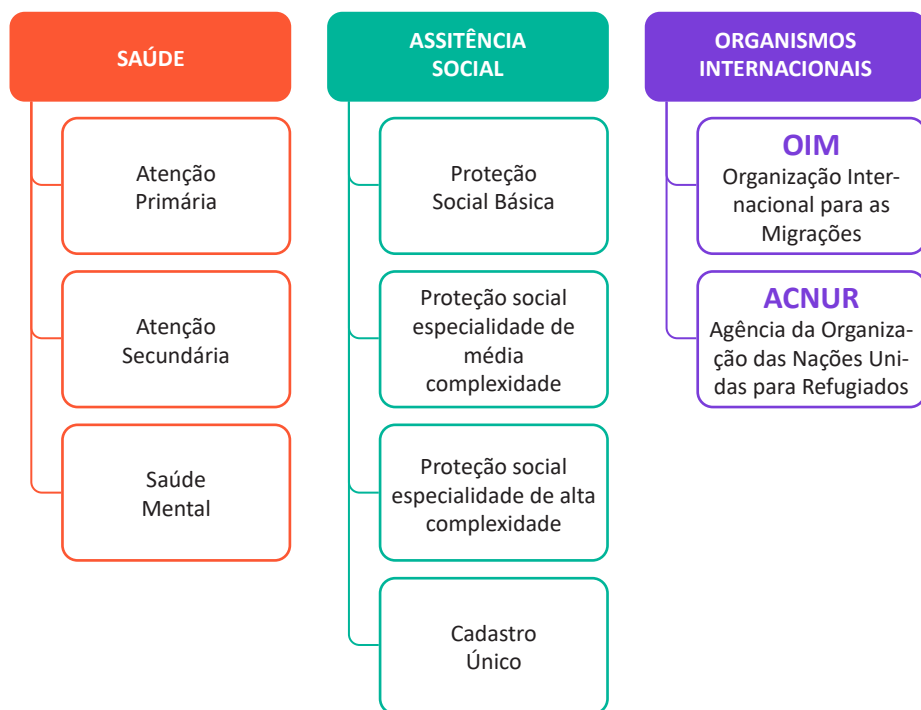 SAÚDE
Atenção
Primária
Atenção
Secundária
Saúde
Mental
ASSITÊNCIA
SOCIAL
Proteção
Social Básica
Proteção social
especialidade de
média
complexidade
Proteção social
especialidade de alta
complexidade
Cadastro
Único
ORGANISMOS
INTERNACIONAIS
OIM
Organização Inter-
nacional para as
Migrações
ACNUR
Agência da Organiza-
ção das Nações Uni-
das para Refugiados